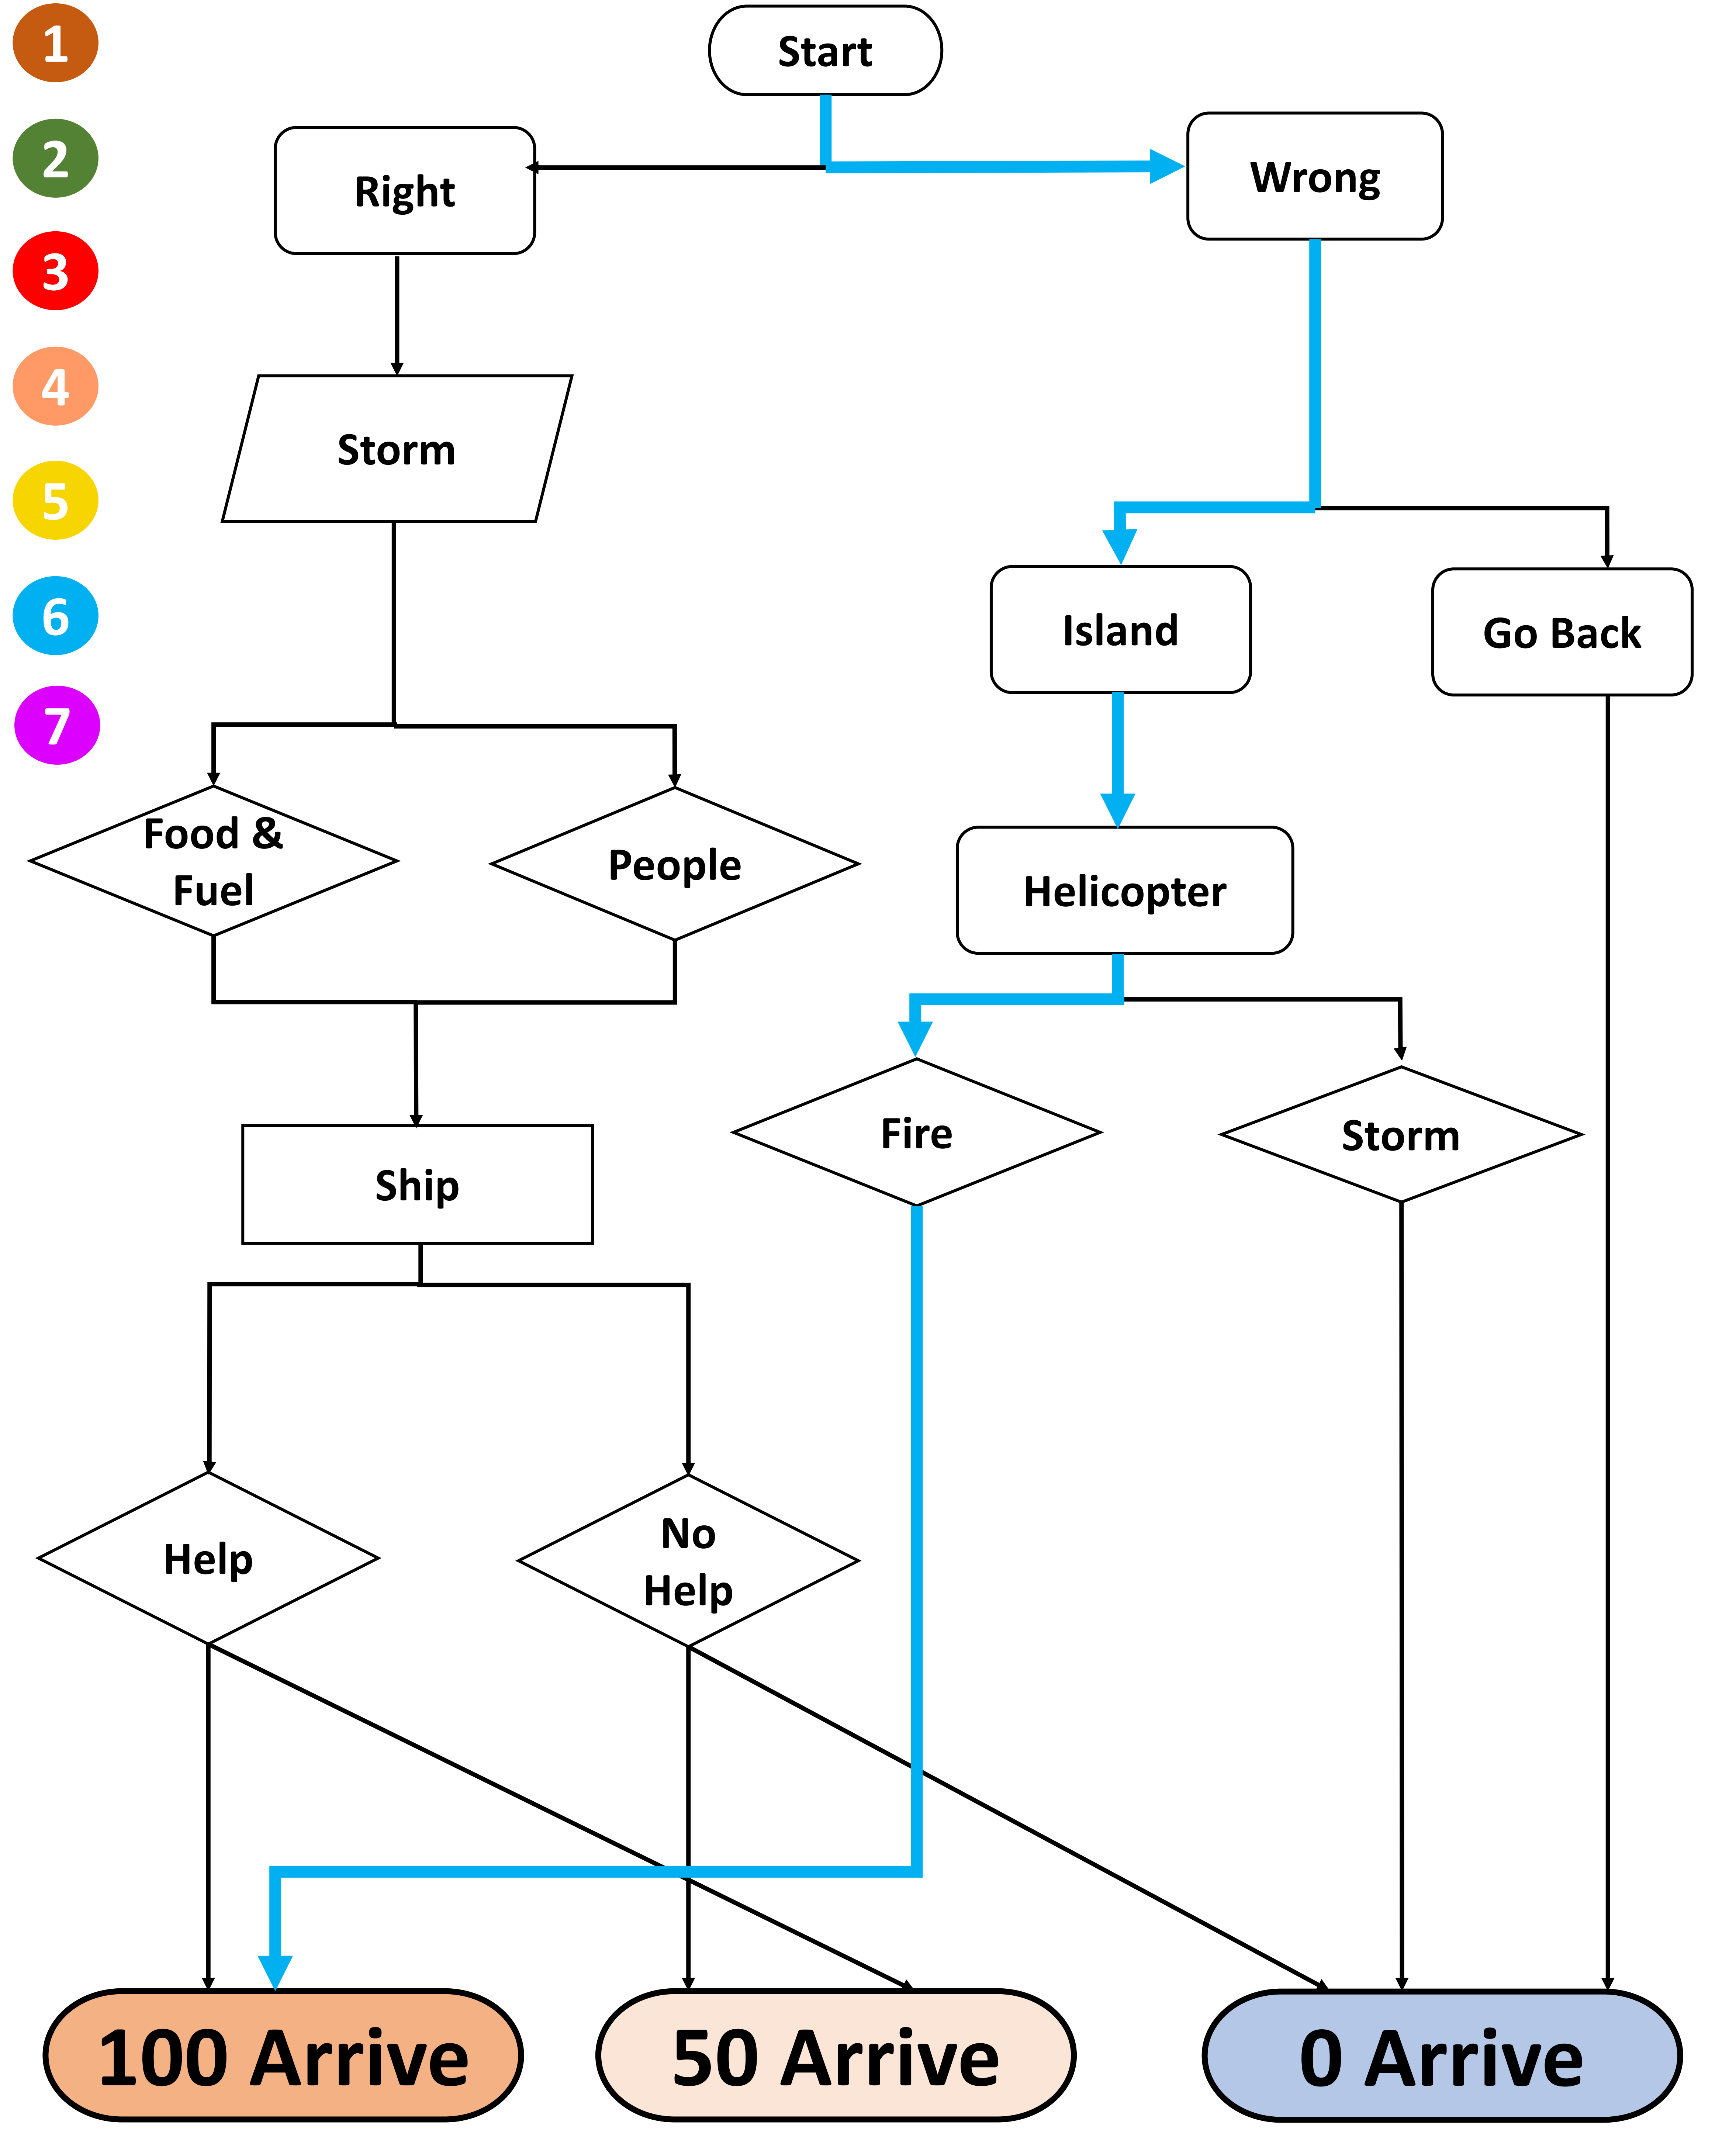 1
Start
2
Right
Wrong
3
4
Storm
5
6
Island
Go Back
7
Food &
Fuel
People
Helicopter
Fire
Storm
Ship
Help
No
Help
100 Arrive
50 Arrive
0 Arrive